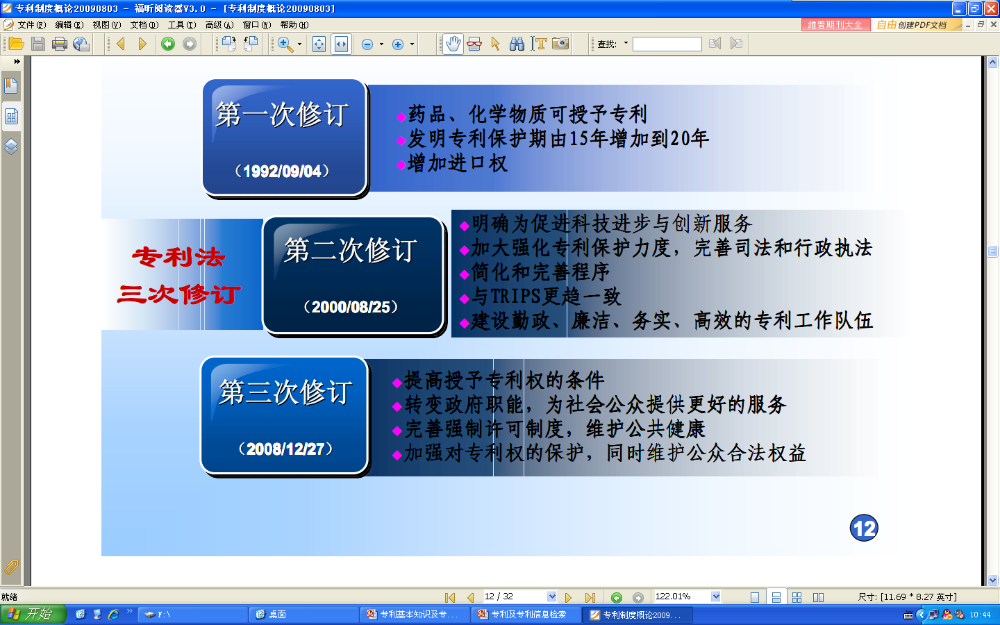 专利制度概论20090803 - 福昕阅读器V3.0 - [专利制度概论20090803]
文件(F) 编辑(E) 视图(V) 文档(D) 工具(T) 高级(A) 窗口(W) 帮助(H)
维普期刊大全
自由创建PDF文档
查找:
第一次修订
（1992/09/04）
药品、化学物质可授予专利
发明专利保护期由15年增加到20年
增加进口权
专利法
三次修订
第二次修订
（2000/08/25）
明确为促进科技进步与创新服务
加大强化专利保护力度，完善司法和行政执法
简化和完善程序
与TRIPS更趋一致
建设勤政、廉洁、务实、高效的专利工作队伍
第三次修订
（2008/12/27）
提高授予专利权的条件
转变政府职能，为社会公众提供更好的服务
完善强制许可制度，维护公共健康
加强对专利权的保护，同时维护公众合法权益
12
就绪
12 / 32
122.01%
尺寸: [11.69 * 8.27 英寸]
开始
F:\
桌面
专利基本知识及专...
专利及专利信息检索
专利制度概论2009...
10:44